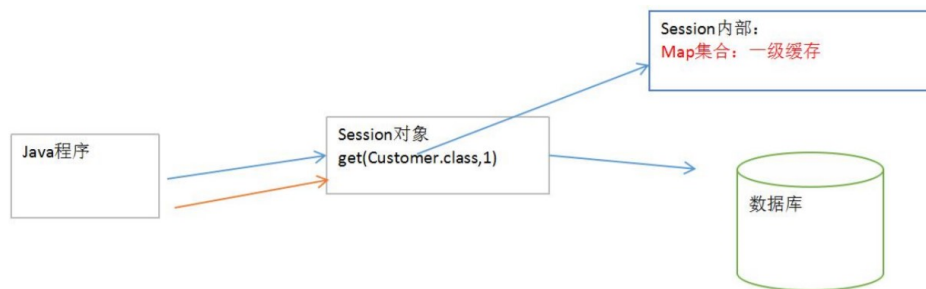 Session内部：
Map集合：一级缓存
Session对象
get(Customer.class,1)
Java程序
数据库